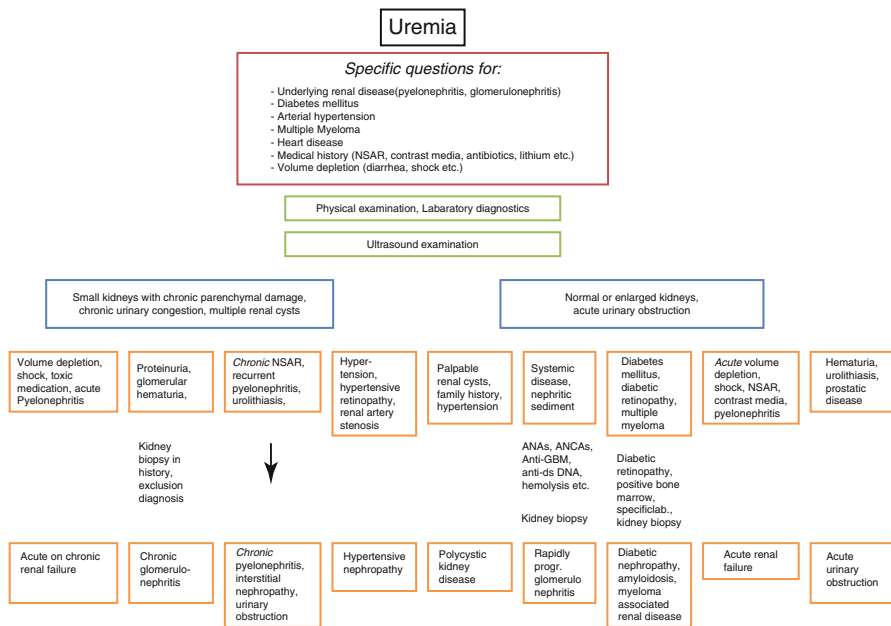 Uremia
Specific questions for:
- Underlying renal disease(pyelonephritis, glomerulonephritis)
- Diabetes mellitus
- Arterial hypertension
- Multiple Myeloma
- Heart disease
- Medical history (NSAR, contrast media, antibiotics, lithium etc.)
- Volume depletion (diarrhea, shock etc.)
Physical examination, Labaratory diagnostics
Ultrasound examination
Small kidneys with chronic parenchymal damage,
chronic urinary congestion, multiple renal cysts
Normal or enlarged kidneys,
acute urinary obstruction
Volume depletion,
shock, toxic
medication, acute
Pyelonephritis
Proteinuria,
glomerular
hematuria,
Chronic NSAR,
recurrent
pyelonephritis,
urolithiasis,
Hyper-
tension,
hypertensive
retinopathy,
renal artery
stenosis
Palpable
renal cysts,
family history,
hypertension
Systemic
disease,
nephritic
sediment
Diabetes
mellitus,
diabetic
retinopathy,
multiple
myeloma
Acute volume
depletion,
shock, NSAR,
contrast media,
pyelonephritis
Hematuria,
urolithiasis,
prostatic
disease
Kidney
biopsy in
history,
exclusion
diagnosis
ANAs, ANCAs,
Anti-GBM,
anti-ds DNA,
hemolysis etc.
Kidney biopsy
Diabetic
retinopathy,
positive bone
marrow,
specificlab.,
kidney biopsy
Acute on chronic
renal failure
Chronic
glomerulo-
nephritis
Chronic
pyelonephritis,
interstitial
nephropathy,
urinary
obstruction
Hypertensive
nephropathy
Polycystic
kidney
disease
Rapidly
progr.
glomerulo
nephritis
Diabetic
nephropathy,
amyloidosis,
myeloma
associated
renal disease
Acute renal
failure
Acute
urinary
obstruction